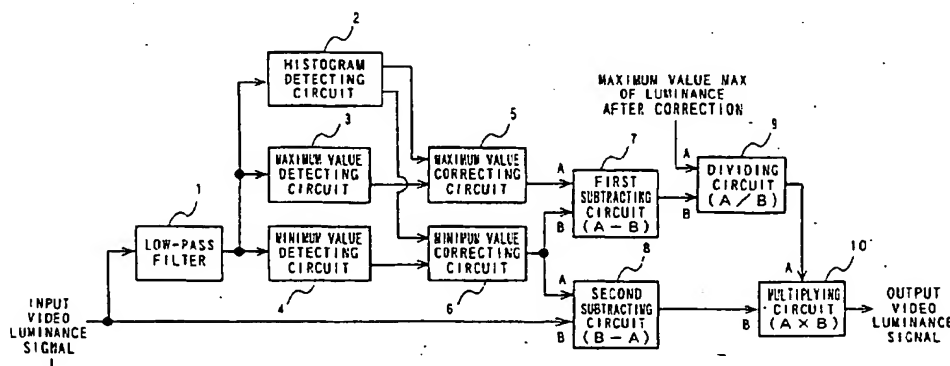 2
HISTOGRAM
DETECTING
CIRCUIT
3
MAXIMUM VALUE
DETECTING
CIRCUIT
5
MAXIMUM VALUE
CORRECTING
CIRCUIT
MAXIMUM VALUE MAX
OF LUMINANCE
AFTER CORRECTION
1
LOW-PASS
FILTER
MINIMUM VALUE
DETECTING
CIRCUIT
4
MINIMUM VALUE
CORRECTING
CIRCUIT
6
7
A
B
FIRST
SUBTRACTING
CIRCUIT
(A - B)
9
A
B
DIVIDING
CIRCUIT
(A / B)
8
A
B
SECOND
SUBTRACTING
CIRCUIT
(B - A)
10
A
B
MULTIPLYING
CIRCUIT
(A × B)
INPUT
VIDEO
LUMINANCE
SIGNAL
OUTPUT
VIDEO
LUMINANCE
SIGNAL